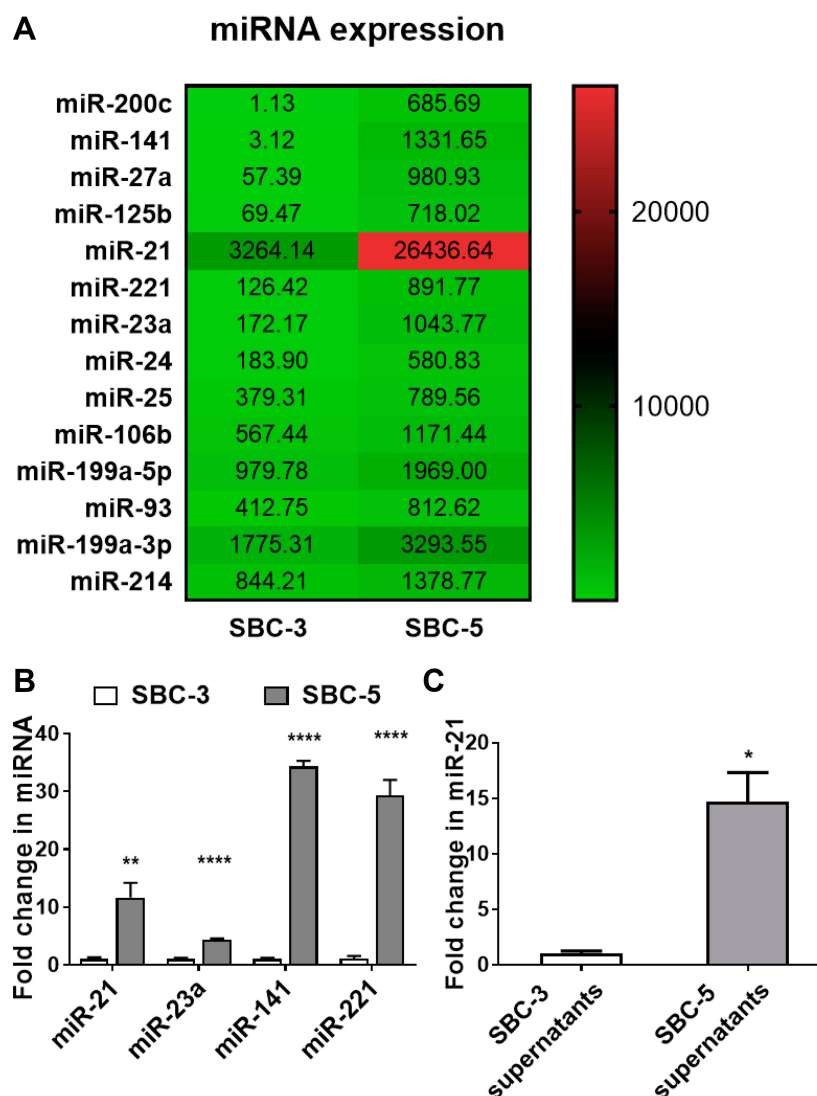 A
miRNA expression
miR-200c 1.13 685.69
miR-141 3.12 1331.65
miR-27a 57.39 980.93
miR-125b 69.47 718.02
miR-21 3264.14 26436.64
miR-221 126.42 891.77
miR-23a 172.17 1043.77
miR-24 183.90 580.83
miR-25 379.31 789.56
miR-106b 567.44 1171.44
miR-199a-5p 979.78 1969.00
miR-93 412.75 812.62
miR-199a-3p 1775.31 3293.55
miR-214 844.21 1378.77
SBC-3 SBC-5
20000
10000
B
SBC-3 SBC-5
Fold change in miRNA
40
30
20
10
0
**
****
****
****
miR-21
miR-23a
miR-141
miR-221
C
Fold change in miR-21
20
15
10
5
0
*
SBC-3
supernatants
SBC-5
supernatants